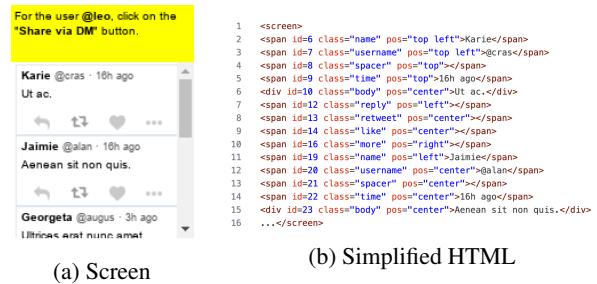 For the user @leo, click on the
"Share via DM" button.
Karie @cras · 16h ago
Ut ac.
Jaimie @alan · 16h ago
Aenean sit non quis.
Georgeta @augus · 3h ago
Ultrices erat nunc amet
(a) Screen
1 <screen>
2 <span id=6 class="name" pos="top left">Karie</span>
3 <span id=7 class="username" pos="top left">@cras</span>
4 <span id=8 class="spacer" pos="top"></span>
5 <span id=9 class="time" pos="top">16h ago</span>
6 <div id=10 class="body" pos="center">Ut ac.</div>
7 <span id=12 class="reply" pos="left"></span>
8 <span id=13 class="retweet" pos="center"></span>
9 <span id=14 class="like" pos="center"></span>
10 <span id=16 class="more" pos="right"></span>
11 <span id=19 class="name" pos="left">Jaimie</span>
12 <span id=20 class="username" pos="center">@alan</span>
13 <span id=21 class="spacer" pos="center"></span>
14 <span id=22 class="time" pos="center">16h ago</span>
15 <div id=23 class="body" pos="center">Aenean sit non quis.</div>
16 ...</screen>
(b) Simplified HTML